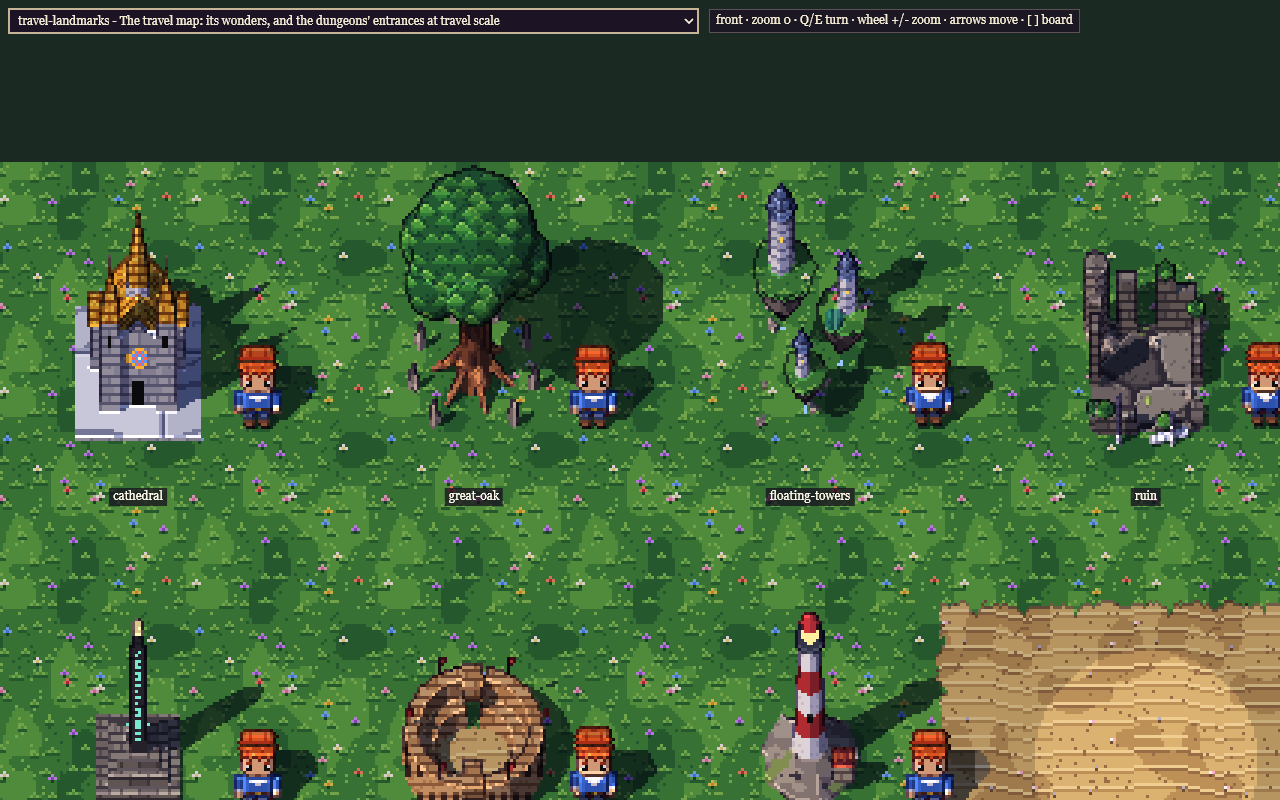 travel-landmarks - The travel map: its wonders, and the dungeons' entrances at travel scale
front · zoom 0 · Q/E turn · wheel +/- zoom · arrows move · [ ] board
cathedral
great-oak
floating-towers
ruin